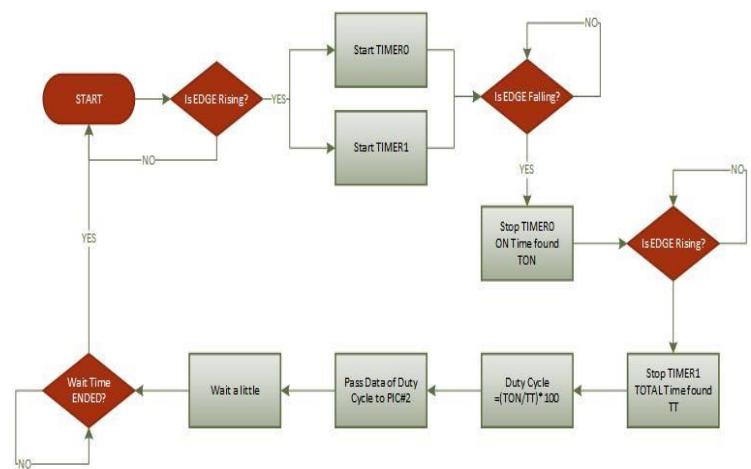 START
Is EDGE Rising?
YES
NO
Start TIMER0
Start TIMER1
Is EDGE Falling?
NO
YES
Stop TIMER0
ON Time found
TON
Is EDGE Rising?
NO
Stop TIMER1
TOTAL Time found
TT
Duty Cycle
=(TON/TT)*100
Pass Data of Duty
Cycle to PIC#2
Wait a little
Wait Time
ENDED?
NO
YES